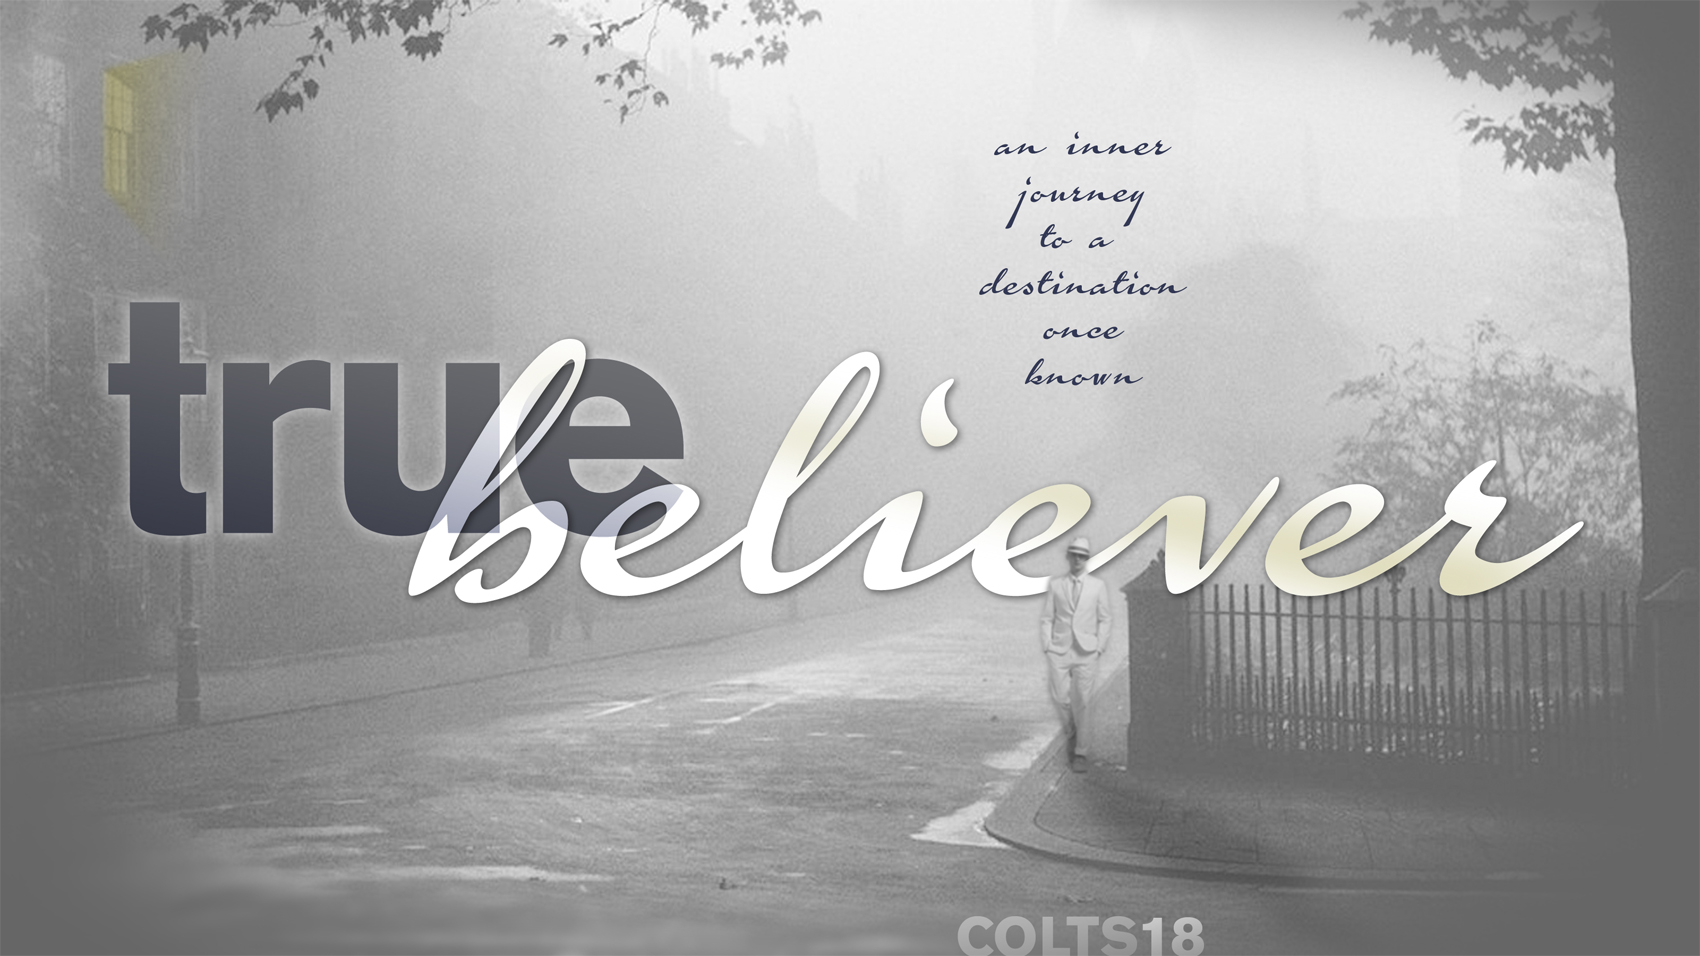 an inner
journey
to a
destination
once
known
true
believer
COLTS18